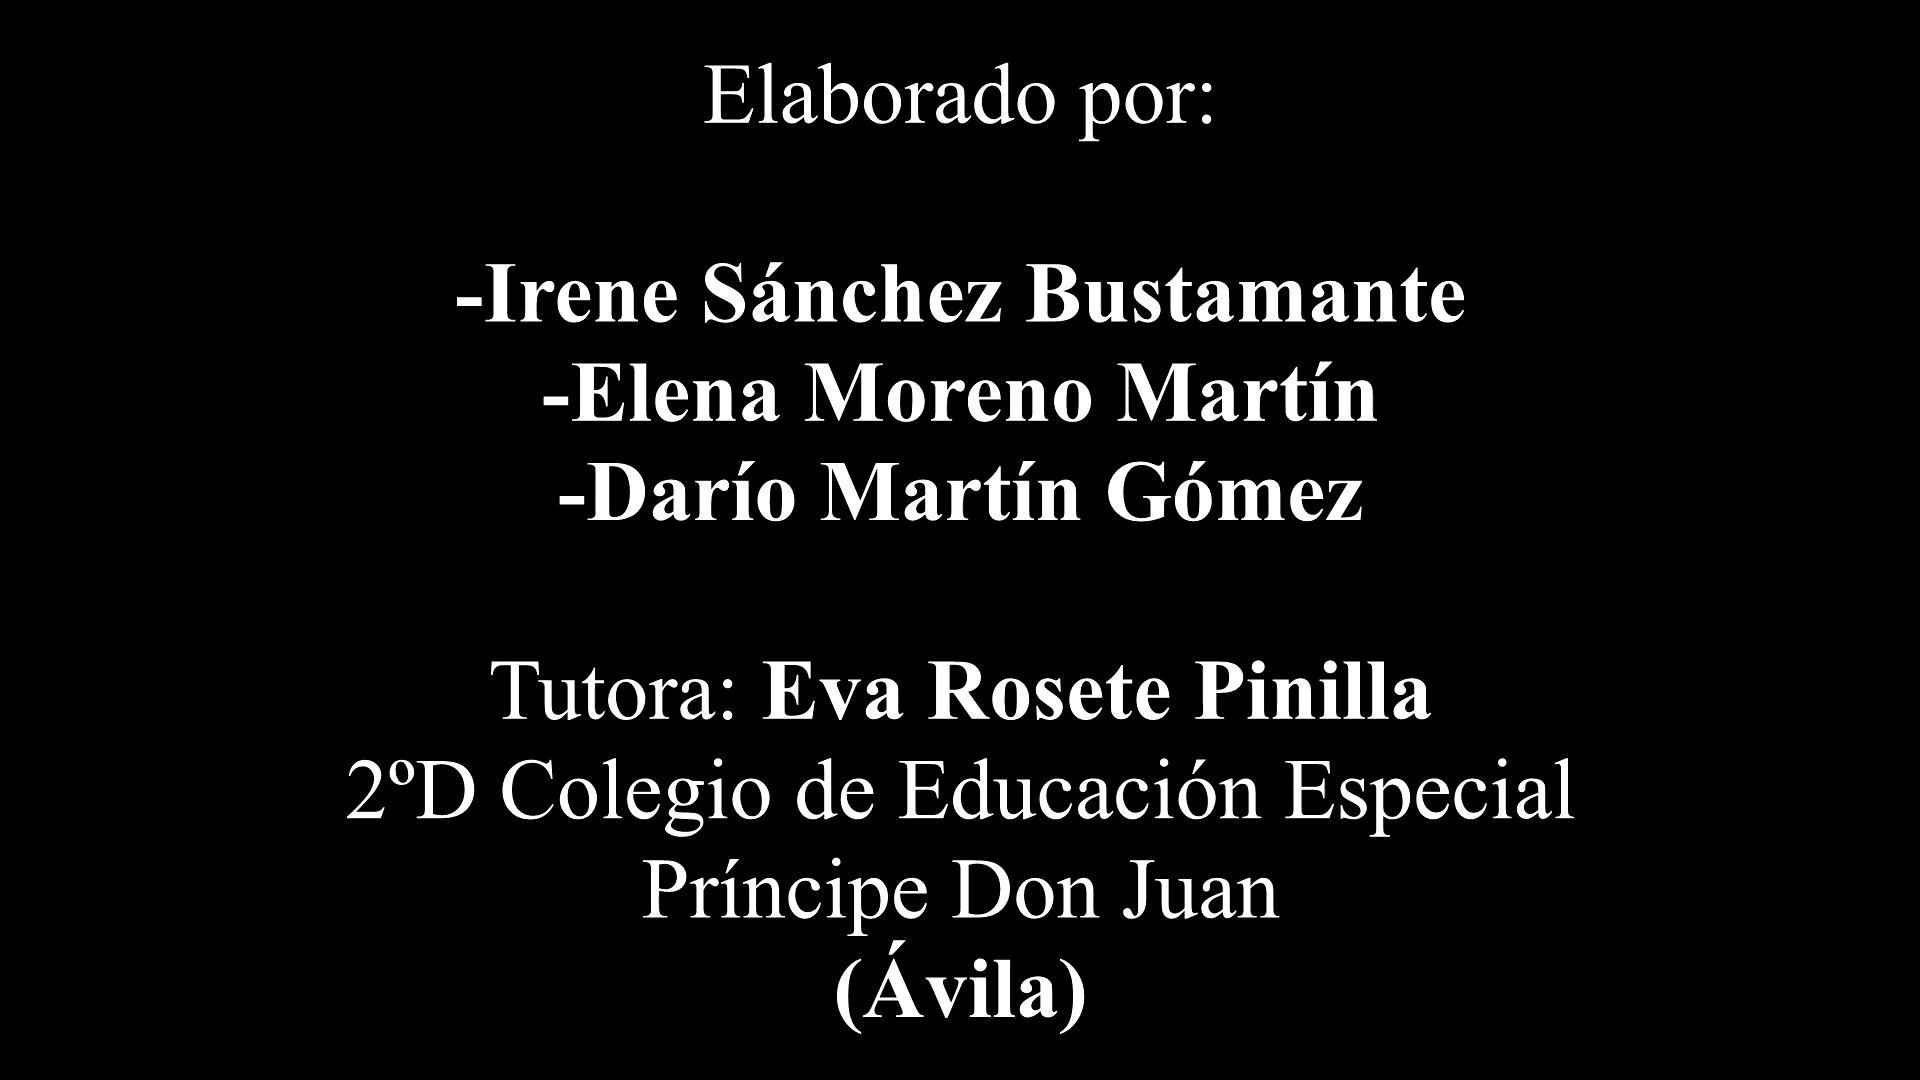 Elaborado por:
-Irene Sánchez Bustamante
-Elena Moreno Martín
-Darío Martín Gómez
Tutora: Eva Rosete Pinilla
2ºD Colegio de Educación Especial
Príncipe Don Juan
(Ávila)